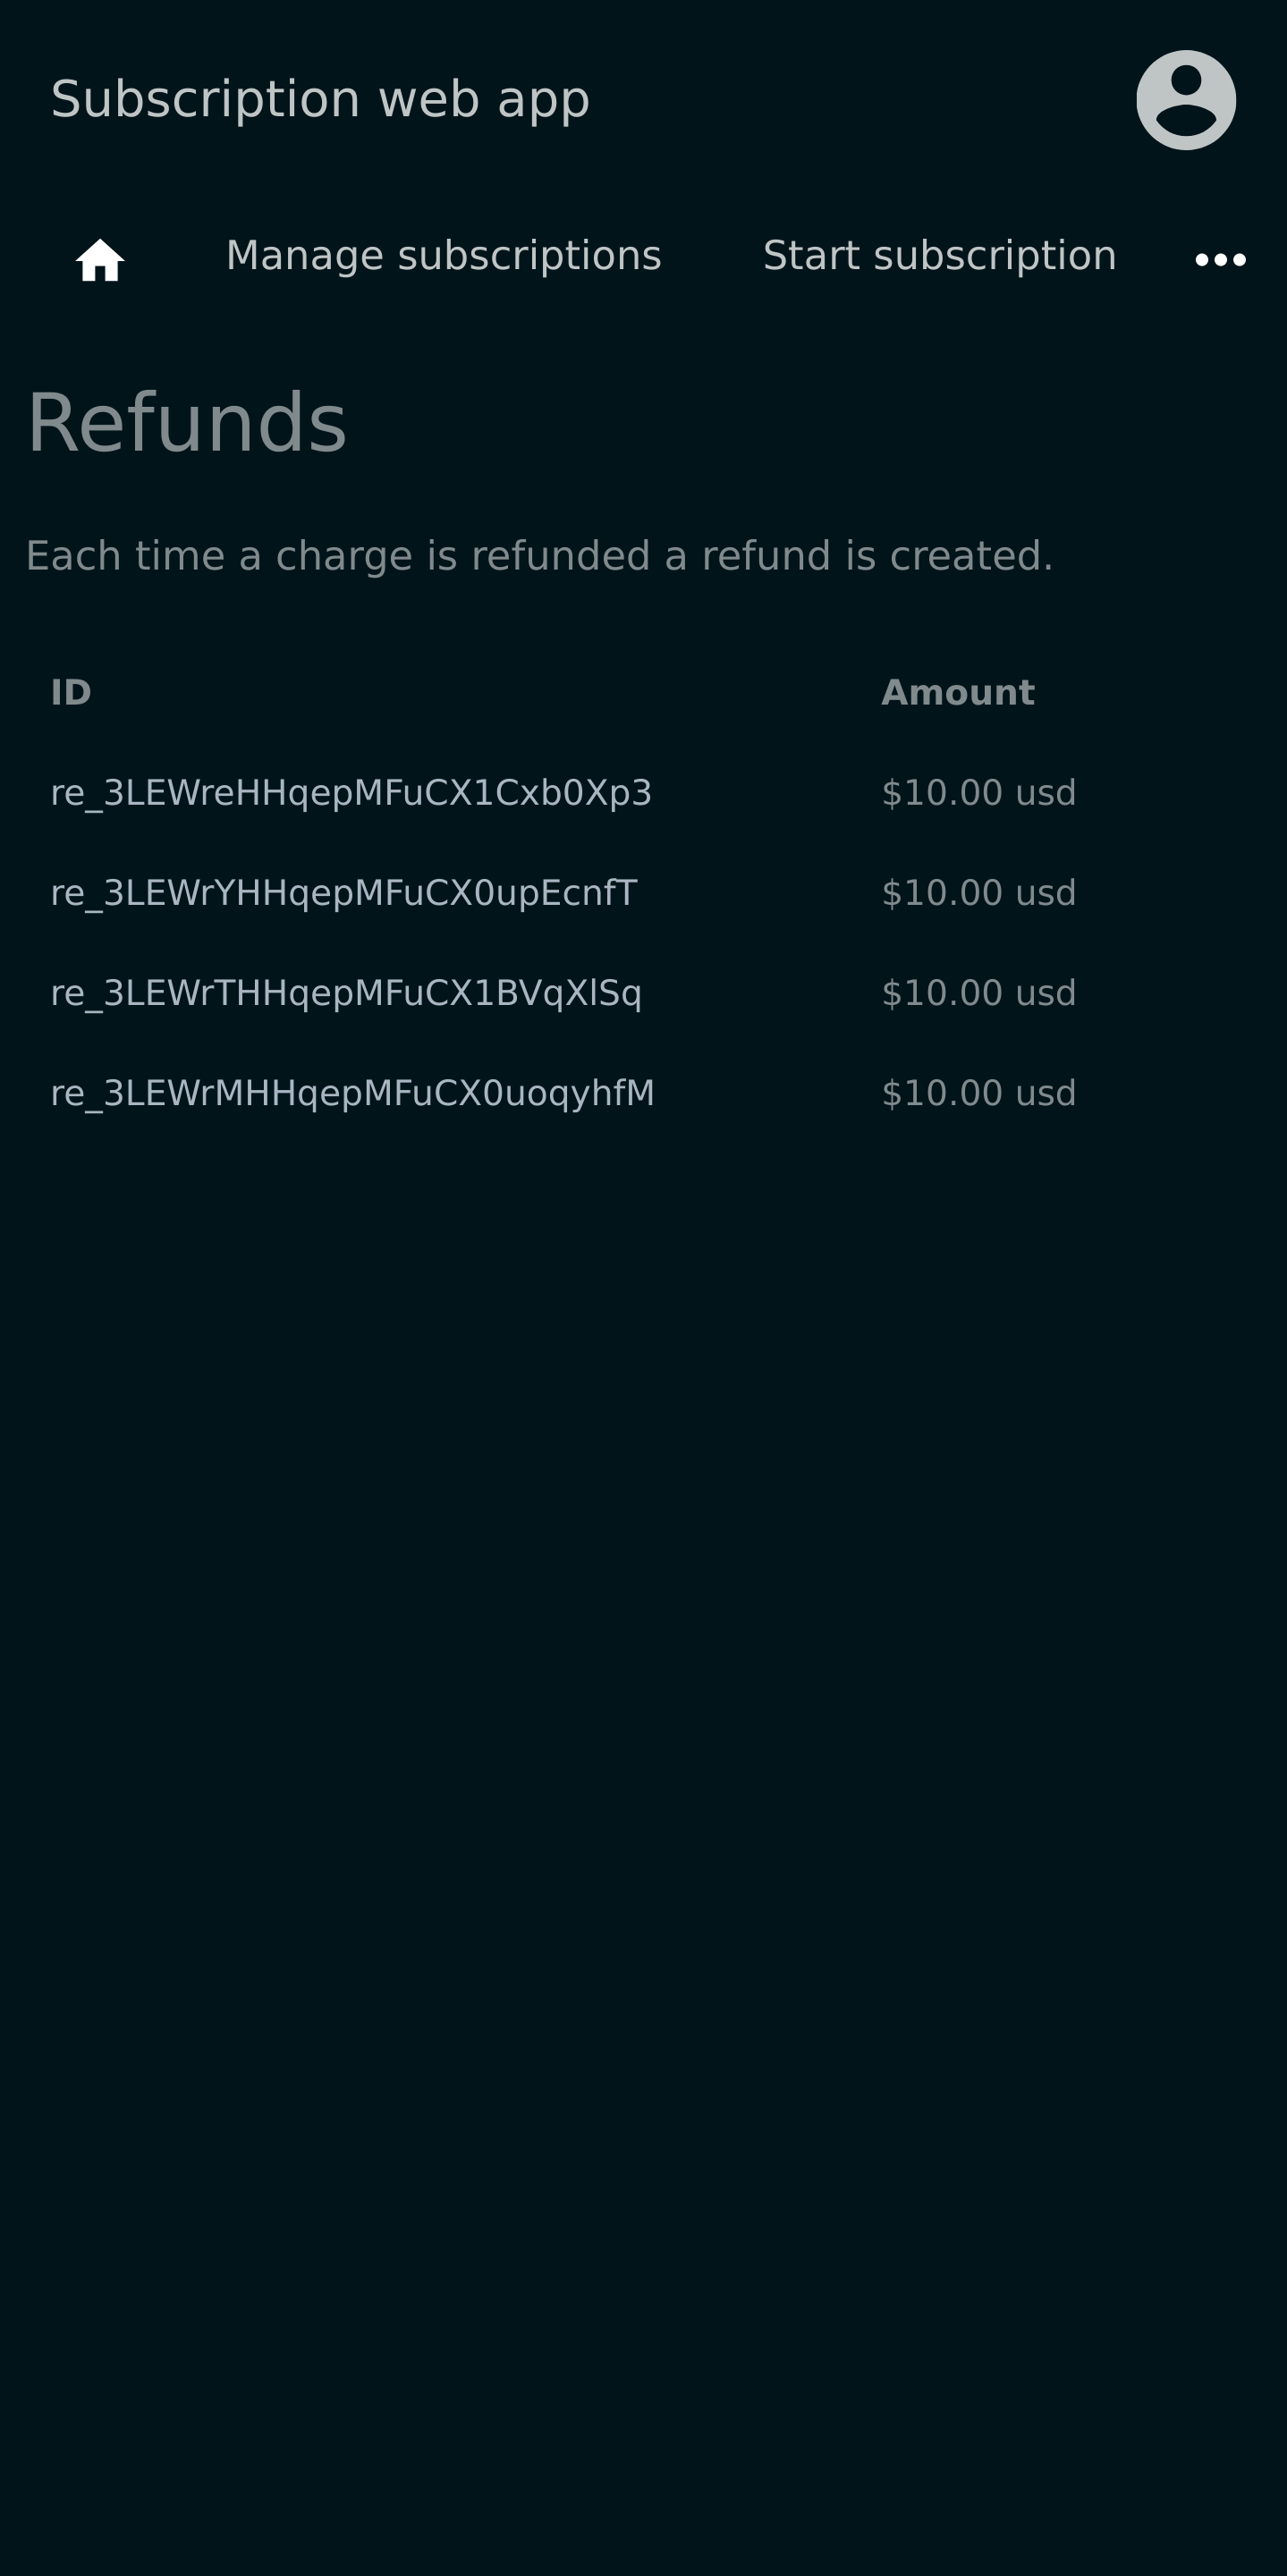 Subscription web app
Manage subscriptions Start subscription
Refunds
Each time a charge is refunded a refund is created.
ID Amount
re_3LEWreHHqepMFuCX1Cxb0Xp3 $10.00 usd
re_3LEWrYHHqepMFuCX0upEcnfT $10.00 usd
re_3LEWrTHHqepMFuCX1BVqXlSq $10.00 usd
re_3LEWrMHHqepMFuCX0uoqyhfM $10.00 usd